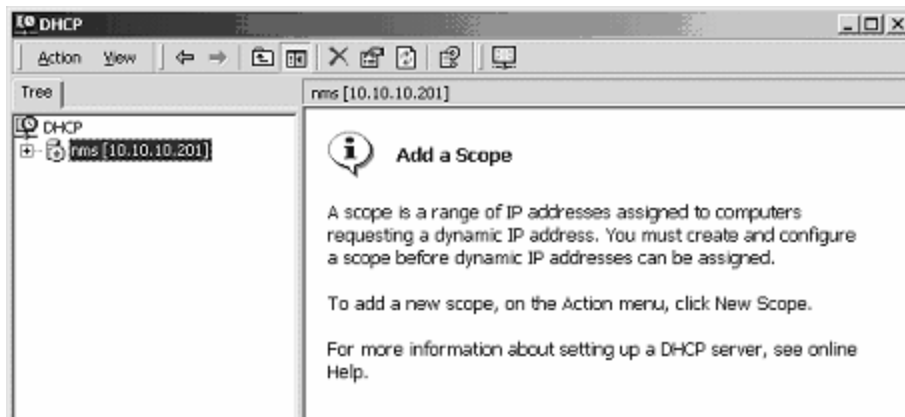 DHCP
Action View
Tree
nms [10.10.10.201]
DHCP
nms [10.10.10.201]
Add a Scope
A scope is a range of IP addresses assigned to computers
requesting a dynamic IP address. You must create and configure
a scope before dynamic IP addresses can be assigned.
To add a new scope, on the Action menu, click New Scope.
For more information about setting up a DHCP server, see online
Help.